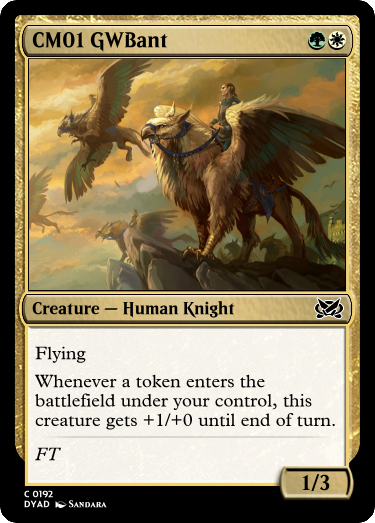 CM01 GWBant
Creature — Human Knight
Flying
Whenever a token enters the
battlefield under your control, this
creature gets +1/+0 until end of turn.
FT
1/3
C 0192
DYAD Sandara